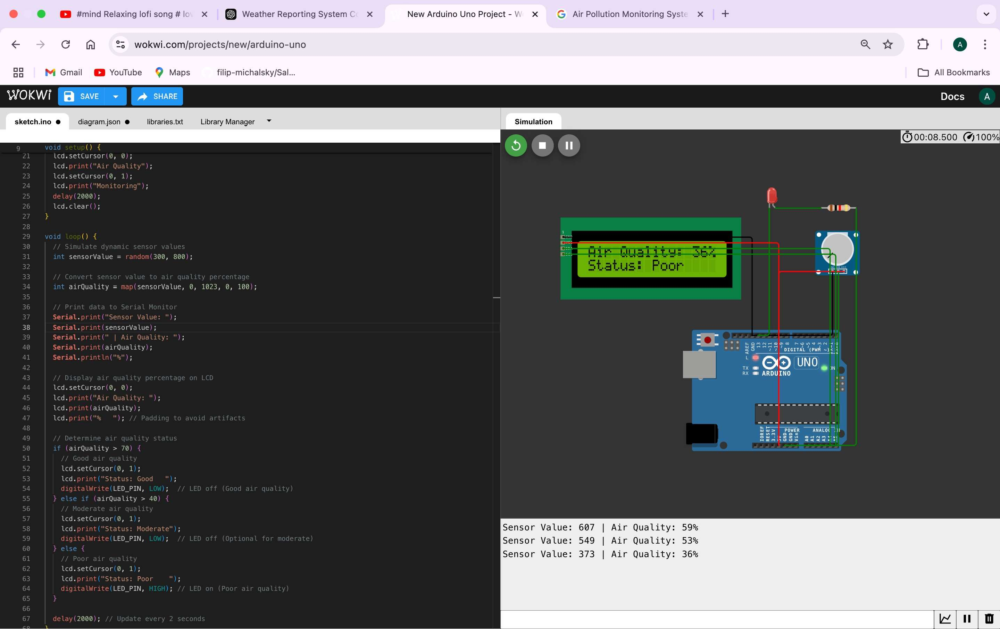 #mind Relaxing lofi song # lov
Weather Reporting System Co
New Arduino Uno Project - W
Air Pollution Monitoring Syste
wokwi.com/projects/new/arduino-uno
A
Gmail
YouTube
Maps
filip-michalsky/Sal...
All Bookmarks
WOKWI
SAVE
SHARE
Docs
A
sketch.ino
diagram.json
libraries.txt
Library Manager
9 void setup() {
21 lcd.setCursor(0, 0);
22 lcd.print("Air Quality");
23 lcd.setCursor(0, 1);
24 lcd.print("Monitoring");
25 delay(2000);
26 lcd.clear();
27 }
28
29 void loop() {
30 // Simulate dynamic sensor values
31 int sensorValue = random(300, 800);
32
33 // Convert sensor value to air quality percentage
34 int airQuality = map(sensorValue, 0, 1023, 0, 100);
35
36 // Print data to Serial Monitor
37 Serial.print("Sensor Value: ");
38 Serial.print(sensorValue);
39 Serial.print(" | Air Quality: ");
40 Serial.print(airQuality);
41 Serial.println("%");
42
43 // Display air quality percentage on LCD
44 lcd.setCursor(0, 0);
45 lcd.print("Air Quality: ");
46 lcd.print(airQuality);
47 lcd.print("%   "); // Padding to avoid artifacts
48
49 // Determine air quality status
50 if (airQuality > 70) {
51 // Good air quality
52 lcd.setCursor(0, 1);
53 lcd.print("Status: Good   ");
54 digitalWrite(LED_PIN, LOW);  // LED off (Good air quality)
55 } else if (airQuality > 40) {
56 // Moderate air quality
57 lcd.setCursor(0, 1);
58 lcd.print("Status: Moderate");
59 digitalWrite(LED_PIN, LOW);  // LED off (Optional for moderate)
60 } else {
61 // Poor air quality
62 lcd.setCursor(0, 1);
63 lcd.print("Status: Poor    ");
64 digitalWrite(LED_PIN, HIGH); // LED on (Poor air quality)
65 }
66
67 delay(2000); // Update every 2 seconds
68 }
Simulation
00:08.500 100%
1
Air Quality: 36%
Status: Poor
AREF GND 13 12 ~11 ~10 ~9 8 7 ~6 ~5 4 ~3 2
DIGITAL (PWM ~)
L
UNO
ON
TX
RX
ARDUINO
POWER
ANALOG IN
IOREF RESET 3.3V GND GND Vin A0 A1 A2 A3
Sensor Value: 607 | Air Quality: 59%
Sensor Value: 549 | Air Quality: 53%
Sensor Value: 373 | Air Quality: 36%